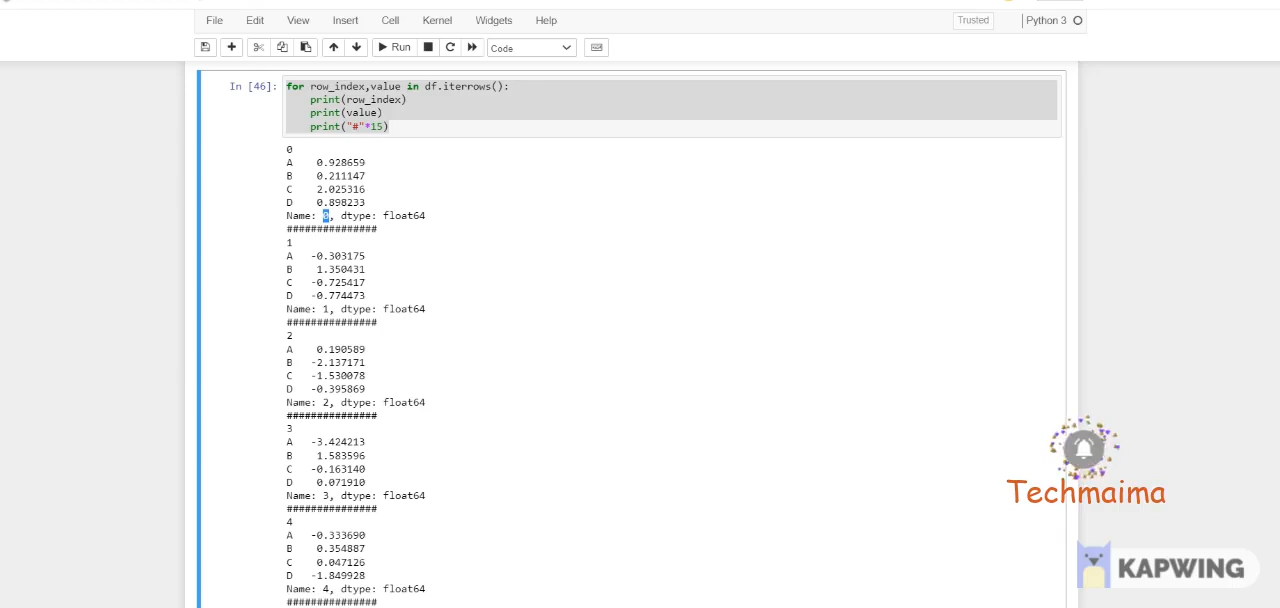 File Edit View Insert Cell Kernel Widgets Help Trusted Python 3
Run Code
In [46]: for row_index,value in df.iterrows():
print(row_index)
print(value)
print("#"*15)
0
A 0.928659
B 0.211147
C 2.025316
D 0.898233
Name: 0, dtype: float64
###############
1
A -0.303175
B 1.350431
C -0.725417
D -0.774473
Name: 1, dtype: float64
###############
2
A 0.190589
B -2.137171
C -1.530078
D -0.395869
Name: 2, dtype: float64
###############
3
A -3.424213
B 1.583596
C -0.163140
D 0.071910
Name: 3, dtype: float64
###############
4
A -0.333690
B 0.354887
C 0.047126
D -1.849928
Name: 4, dtype: float64
###############
Techmaima
KAPWING